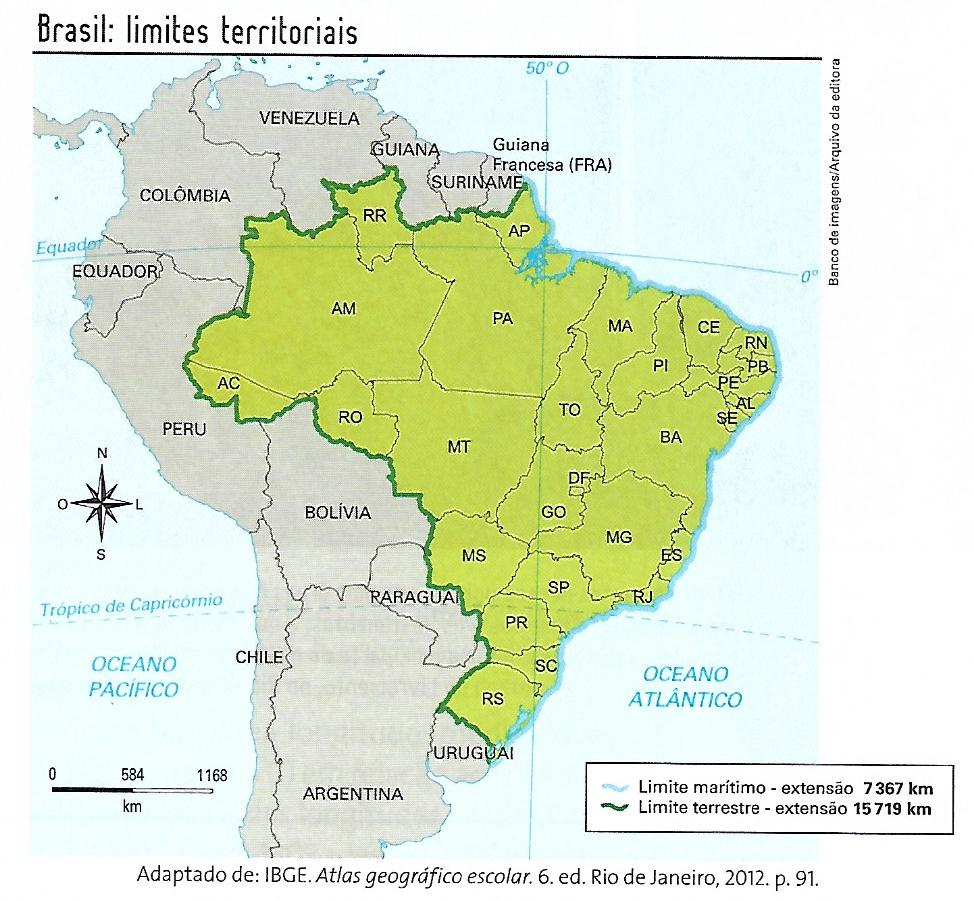 Brasil: limites territoriais
50º O
VENEZUELA
GUIANA
Guiana
Francesa (FRA)
SURINAME
COLÔMBIA
RR
AP
Equador
0º
EQUADOR
AM
PA
MA
CE
RN
PB
PI
PE
AL
SE
AC
RO
TO
BA
PERU
MT
N
O
L
S
DF
GO
BOLÍVIA
MG
ES
MS
SP
RJ
PARAGUAI
Trópico de Capricórnio
PR
CHILE
SC
OCEANO
PACÍFICO
OCEANO
ATLÂNTICO
RS
URUGUAI
ARGENTINA
0 584 1168
km
Limite marítimo - extensão 7 367 km
Limite terrestre - extensão 15 719 km
Adaptado de: IBGE. Atlas geográfico escolar. 6. ed. Rio de Janeiro, 2012. p. 91.
Banco de imagens/Arquivo da editora